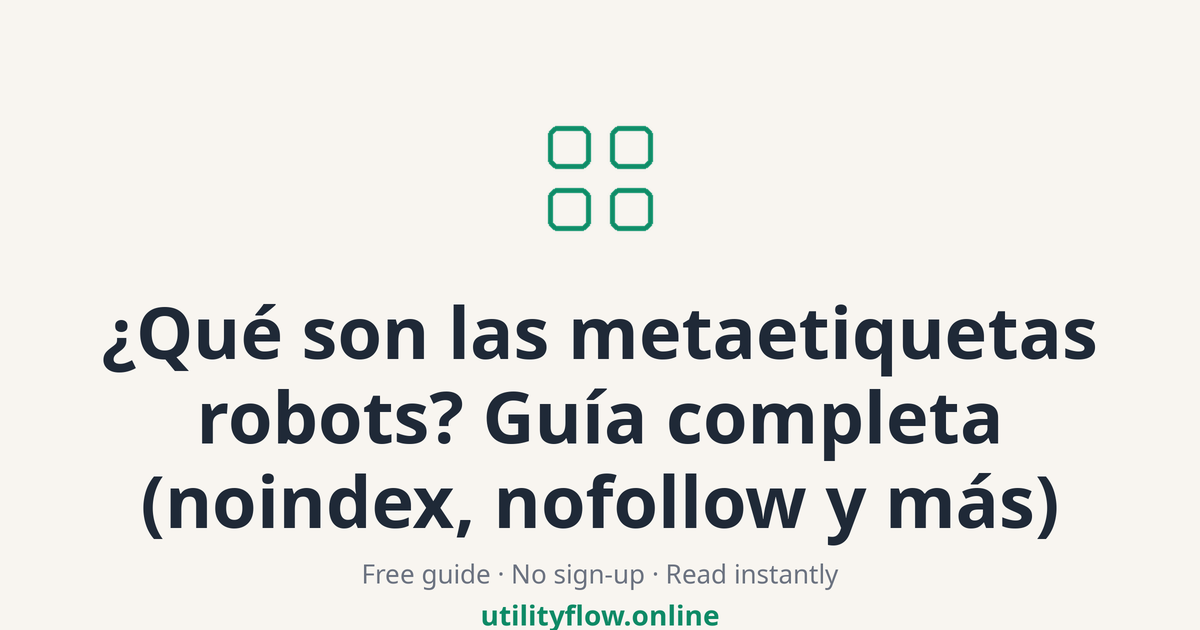 ¿Qué son las metaetiquetas
robots? Guía completa
(noindex, nofollow y más)
Free guide · No sign-up · Read instantly
utilityflow.online